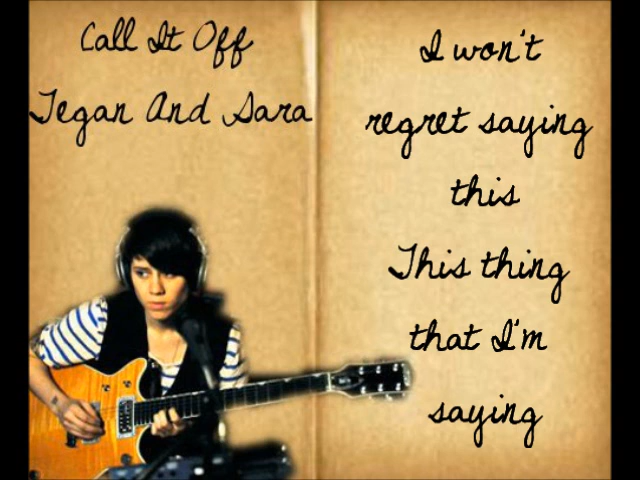 Call It Off
Tegan And Sara
I won't
regret saying
this
This thing
that I'm
saying